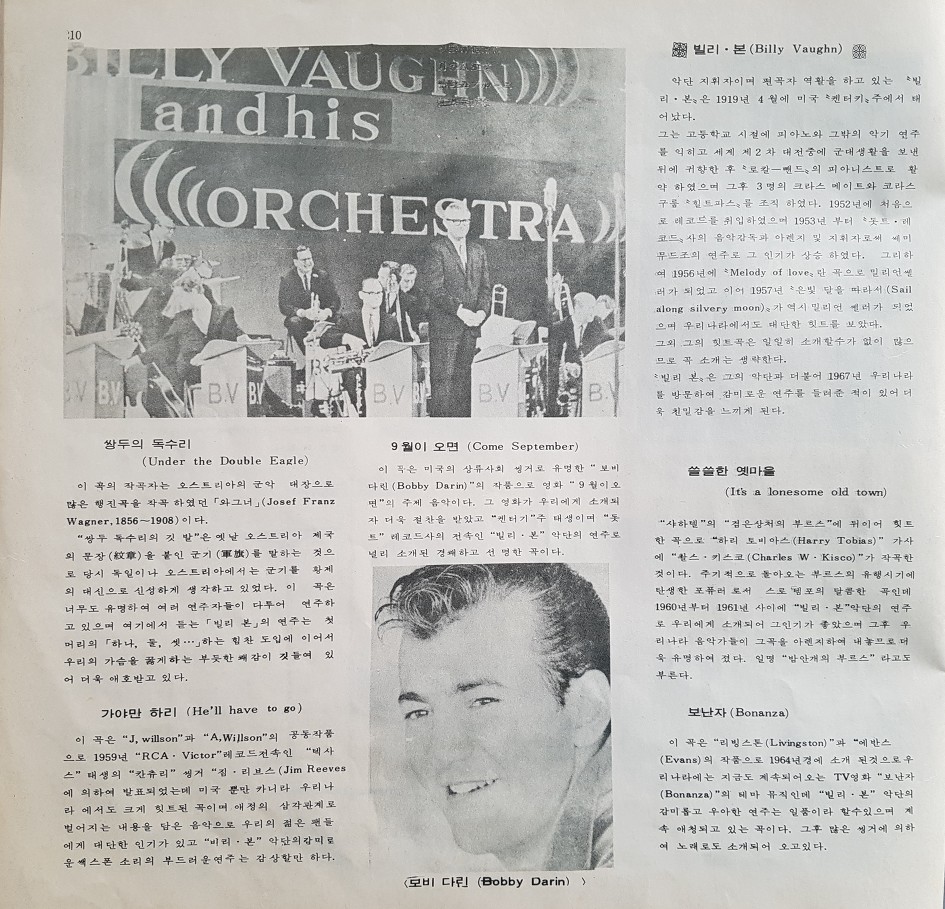 10
BILLY VAUGHN
and his
ORCHESTRA
B.V
B.V
B.V
B.V
쌍두의 독수리
(Under the Double Eagle)
이 곡의 작곡자는 오스트리아의 군악 대장으로
많은 행진곡을 작곡 하였던 「와그너」(Josef Franz
Wagner, 1856~1908) 이다.
"쌍두 독수리의 깃 발"은 옛날 오스트리아 제국
의 문장(紋章)을 붙인 군기(軍旗)를 말하는 것으
로 당시 독일이나 오스트리아에서는 군기를 황제
의 대신으로 신성하게 생각하고 있었다. 이 곡은
너무도 유명하여 여러 연주자들이 다투어 연주하
고 있으며 여기에서 듣는 「빌리 본」의 연주는 첫
머리의 「하나, 둘, 셋…」하는 힘찬 도입에 이어서
우리의 가슴을 끓게하는 부듯한 쾌감이 깃들여 있
어 더욱 애호받고 있다.
가야만 하리 (He'll have to go)
이 곡은 "J, willson"과 "A,Willson"의 공동작품
으로 1959년 "RCA · Victor"레코드전속인 "텍사
스" 태생의 "칸츄리" 씽거 "짐·리브스(Jim Reeves
에 의하여 발표되었는데 미국 뿐만 카니라 우리나
라 에서도 크게 힛트된 곡이며 애정의 삼각관계로
벌어지는 내용을 담은 음악으로 우리의 젊은 팬들
에게 대단한 인기가 있고 "비리·본" 악단의감미로
운쌕스폰 소리의 부드러운연주는 감상할만 하다.
9월이 오면 (Come September)
이 곡은 미국의 상류사회 씽거로 유명한 "보비
다린(Bobby Darin)"의 작품으로 영화 "9월이오
면"의 주제 음악이다. 그 영화가 우리에게 소개되
자 더욱 절찬을 받았고 "켄터기"주 태생이며 "돗
트" 레코드사의 전속인 "빌리·본" 악단의 연주로
널리 소개된 경쾌하고 선 명한 곡이다.
〈보비 다린 (Bobby Darin) 〉
빌리·본 (Billy Vaughn)
악단 지휘자이며 편곡자 역활을 하고 있는 〝빌
리·본〟은 1919년 4월에 미국 〝켄터키〟주에서 태
어났다.
그는 고등학교 시절에 피아노와 그밖의 악기 연주
를 익히고 세계 제2차 대전중에 군대생활을 보낸
뒤에 귀향한 후 〝로칼—뺀드〟의 피아니스트로 활
약 하였으며 그후 3명의 크라스 메이트와 코라스
구룹 〝힐트파스〟를 조직 하였다. 1952년에 처음으
로 레코드를 취입하였으며 1953년 부터 〝돗트·레
코드〟사의 음악감독과 아렌지 및 지휘자로써 쎄미
무드조의 연주로 그 인기가 상승 하였다. 그리하
여 1956년에 〝Melody of love〟란 곡으로 밀리언쎌
러가 되었고 이어 1957년 〝은빛 달을 따라서(Sail
along silvery moon)〟가 역시밀리언 쎌러가 되었
으며 우리나라에서도 대단한 힛트를 보았다.
그외 그의 힛트곡은 일일히 소개할수가 없이 많으
므로 곡 소개는 생략한다.
〝빌리 본〟은 그의 악단과 더불어 1967년 우리나라
를 방문하여 감미로운 연주를 들려준 적이 있어 더
욱 친밀감을 느끼게 된다.
쓸쓸한 옛마을
(It's a lonesome old town)
"샤하텔"의 "검은상처의 부르스"에 뒤이어 힛트
한 곡으로 "하리 토비아스(Harry Tobias)" 가사
에 "촬스·키스코(Charles W·Kisco)"가 작곡한
것이다. 주기적으로 돌아오는 부르스의 유행시기에
탄생한 포퓰러 로서 스로 템포의 달콤한 곡인데
1960년부터 1961년 사이에 "빌리·본"악단의 연주
로 우리에게 소개되어 그인기가 좋았으며 그후 우
리나라 음악가들이 그곡을 아렌지하여 내놓므로 더
욱 유명하여 졌다. 일명 "밤안개의 부르스" 라고도
부른다.
보난자 (Bonanza)
이 곡은 "리빙스톤(Livingston)"과 "에반스
(Evans)의 작품으로 1964년경에 소개 된것으로우
리나라에는 지금도 계속되어오는 TV영화 "보난자
(Bonanza)"의 테마 뮤직인데 "빌리·본" 악단의
감미롭고 우아한 연주는 일품이라 할수있으며 계
속 애청되고 있는 곡이다. 그후 많은 씽거에 의하
여 노래로도 소개되어 오고있다.